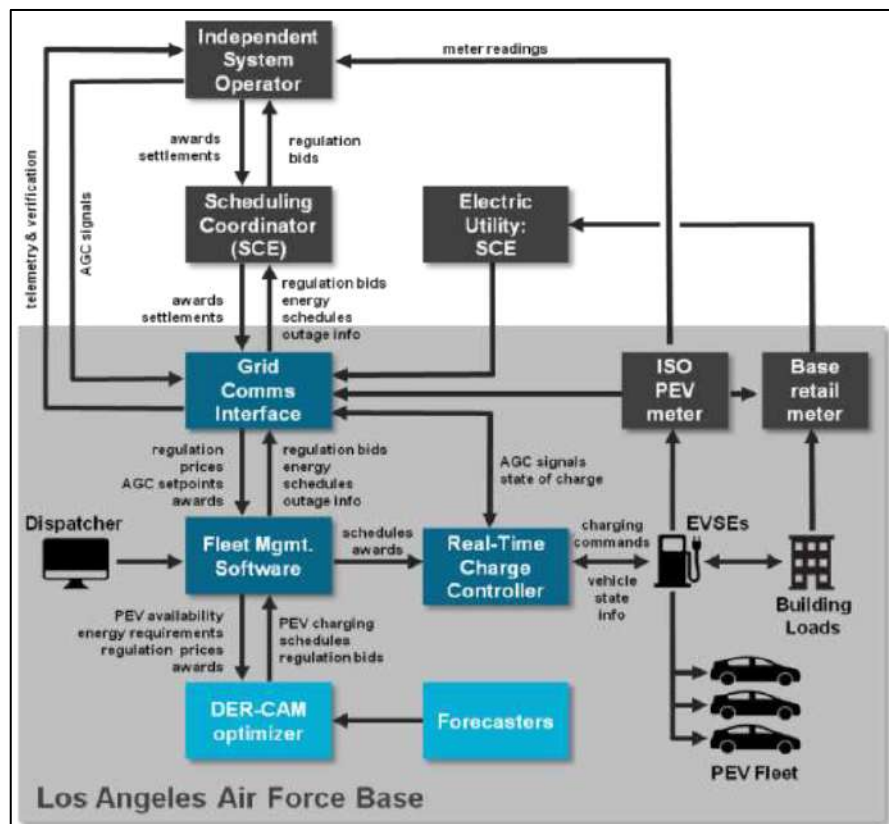 Independent
System
Operator
meter readings
awards
settlements
regulation
bids
telemetry & verification
AGC signals
Scheduling
Coordinator
(SCE)
Electric
Utility:
SCE
awards
settlements
regulation bids
energy
schedules
outage info
Grid
Comms
Interface
ISO
PEV
meter
Base
retail
meter
regulation
prices
AGC setpoints
awards
regulation bids
energy
schedules
outage info
AGC signals
state of charge
Dispatcher
Fleet Mgmt.
Software
schedules
awards
Real-Time
Charge
Controller
charging
commands
vehicle
state
info
EVSEs
Building
Loads
PEV availability
energy requirements
regulation prices
awards
PEV charging
schedules
regulation bids
DER-CAM
optimizer
Forecasters
PEV Fleet
Los Angeles Air Force Base